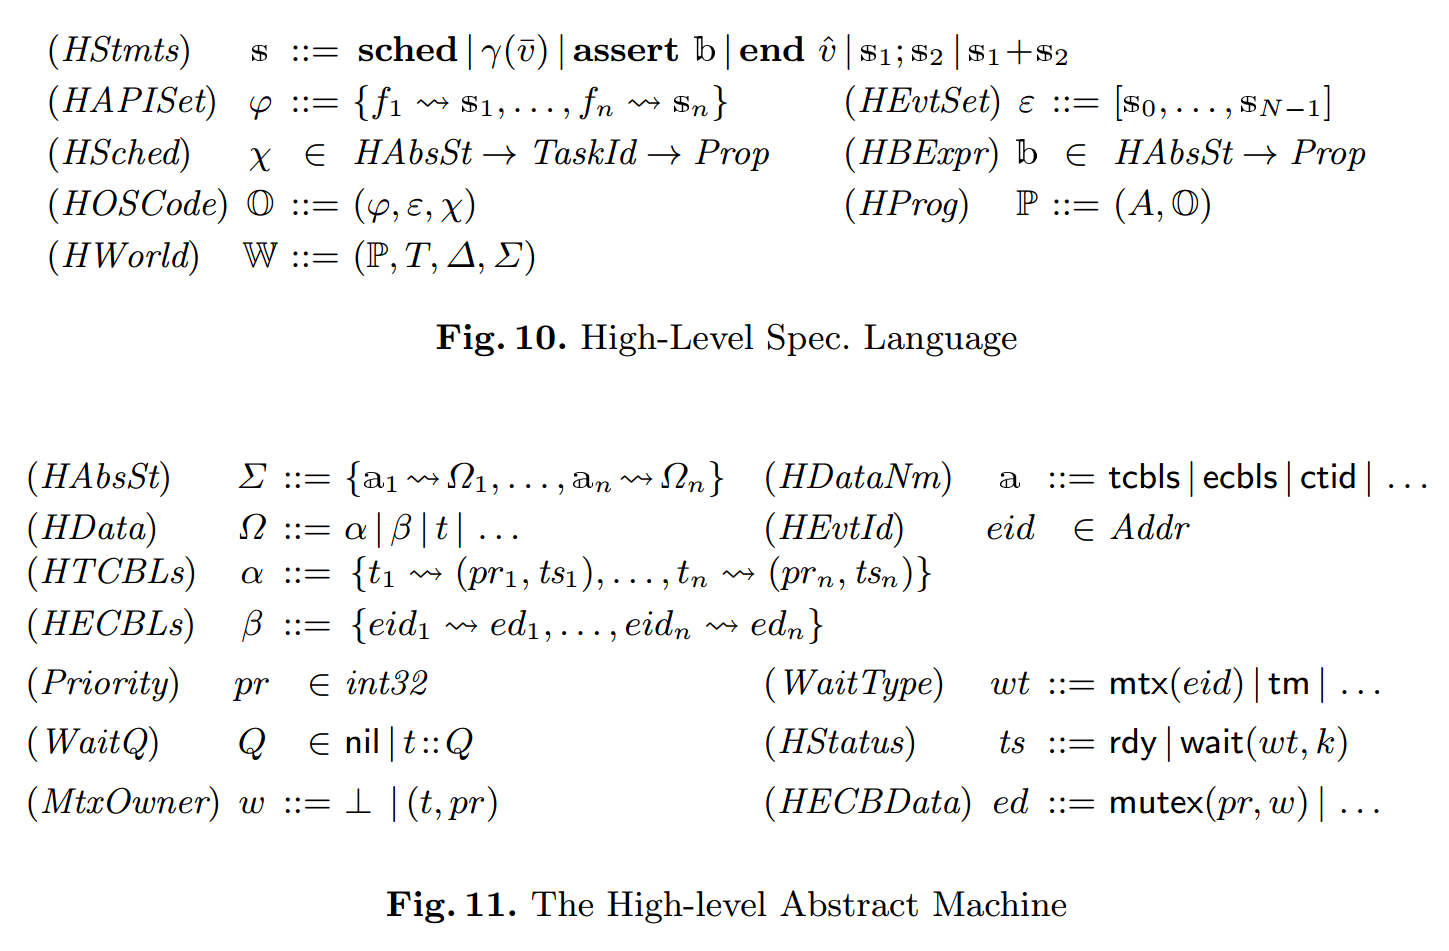 (HStmts) 𝕤 ::= sched | γ(v̄) | assert 𝕓 | end v̂ | 𝕤₁;𝕤₂ | 𝕤₁+𝕤₂
(HAPISet) φ ::= {f₁ ⇝ 𝕤₁, . . . , fₙ ⇝ 𝕤ₙ} (HEvtSet) ε ::= [𝕤₀, . . . , 𝕤_{N−1}]
(HSched) χ ∈ HAbsSt → TaskId → Prop (HBExpr) 𝕓 ∈ HAbsSt → Prop
(HOSCode) 𝕆 ::= (φ, ε, χ) (HProg) ℙ ::= (A, 𝕆)
(HWorld) 𝕎 ::= (ℙ, T, Δ, Σ)
Fig. 10. High-Level Spec. Language
(HAbsSt) Σ ::= {𝕒₁ ⇝ Ω₁, . . . , 𝕒ₙ ⇝ Ωₙ} (HDataNm) 𝕒 ::= tcbls | ecbls | ctid | . . .
(HData) Ω ::= α | β | t | . . . (HEvtId) eid ∈ Addr
(HTCBLs) α ::= {t₁ ⇝ (pr₁, ts₁), . . . , tₙ ⇝ (prₙ, tsₙ)}
(HECBLs) β ::= {eid₁ ⇝ ed₁, . . . , eidₙ ⇝ edₙ}
(Priority) pr ∈ int32 (WaitType) wt ::= mtx(eid) | tm | . . .
(WaitQ) Q ∈ nil | t::Q (HStatus) ts ::= rdy | wait(wt, k)
(MtxOwner) w ::= ⊥ | (t, pr) (HECBData) ed ::= mutex(pr, w) | . . .
Fig. 11. The High-level Abstract Machine